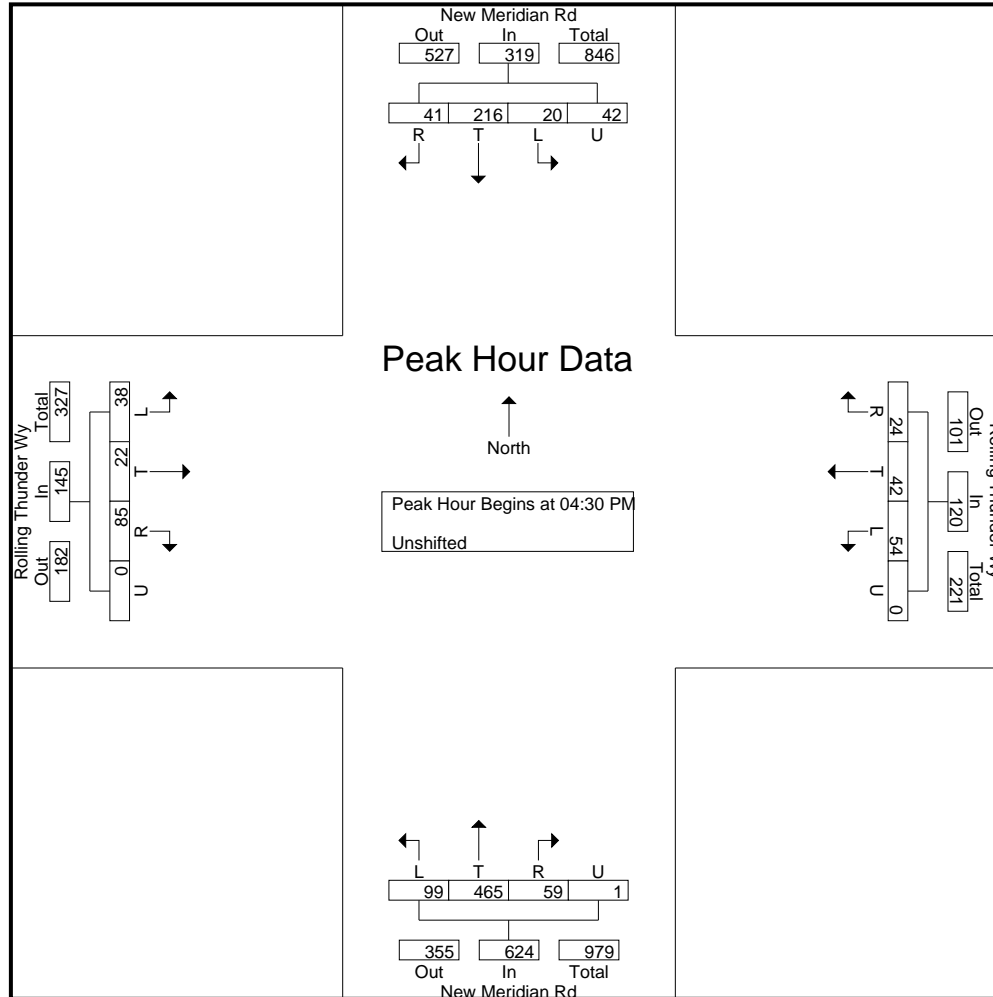 New Meridian Rd
Out In Total
527 319 846
41 216 20 42
R T L U
Peak Hour Data
North
Peak Hour Begins at 04:30 PM
Unshifted
Rolling Thunder Wy
Total In Out
327 145 182
38 22 85 0
L T R U
Rolling Thunder Wy
Out In Total
101 120 221
24 42 54 0
R T L U
L T R U
99 465 59 1
355 624 979
Out In Total
New Meridian Rd